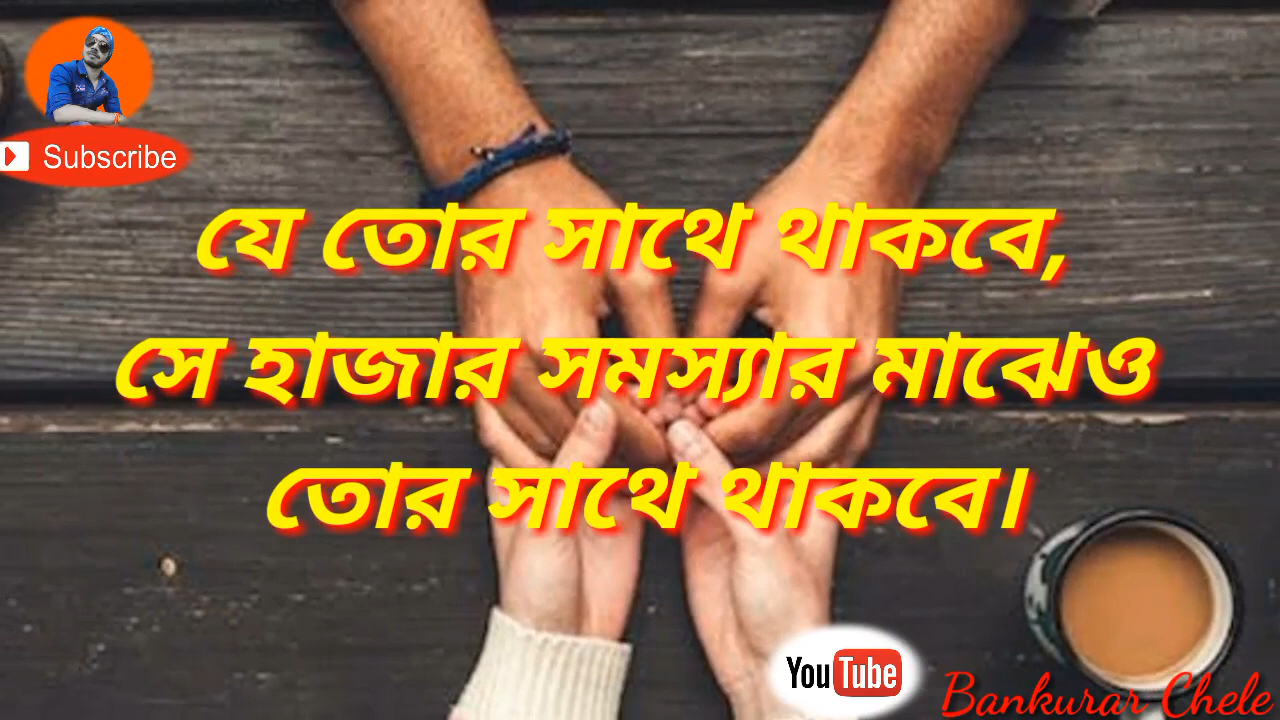 Subscribe
যে তোর সাথে থাকবে,
সে হাজার সমস্যার মাঝেও
তোর সাথে থাকবে।
YouTube
Bankurar Chele